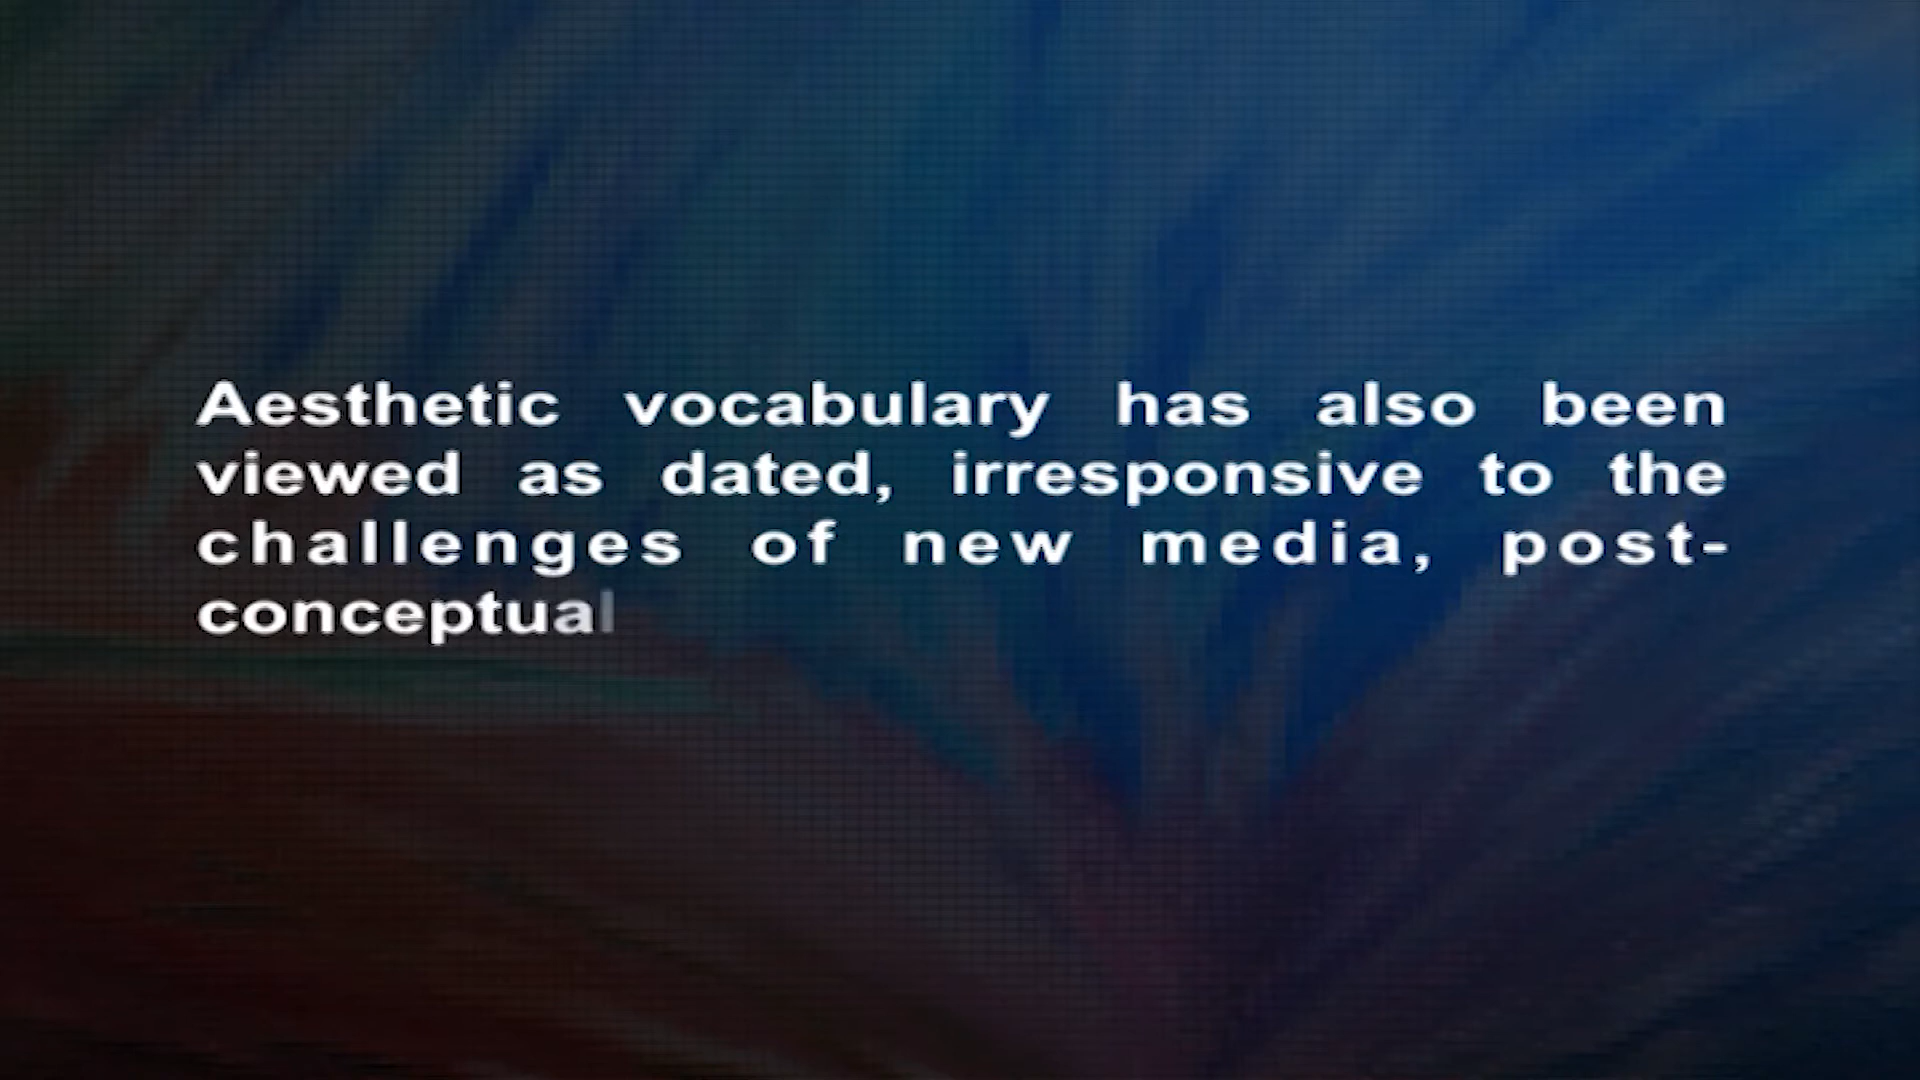 Aesthetic vocabulary has also been
viewed as dated, irresponsive to the
challenges of new media, post-
conceptual